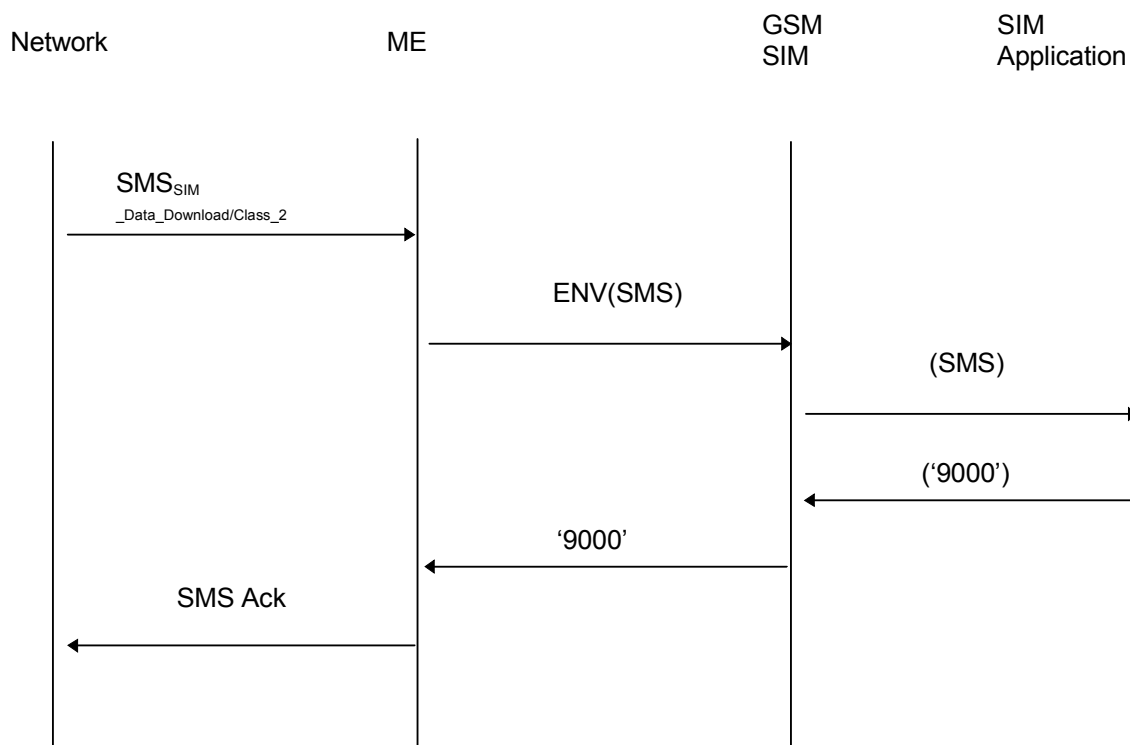 Network
ME
GSM
SIM
SIM
Application
SMSSIM
_Data_Download/Class_2
ENV(SMS)
(SMS)
(‘9000’)
‘9000’
SMS Ack